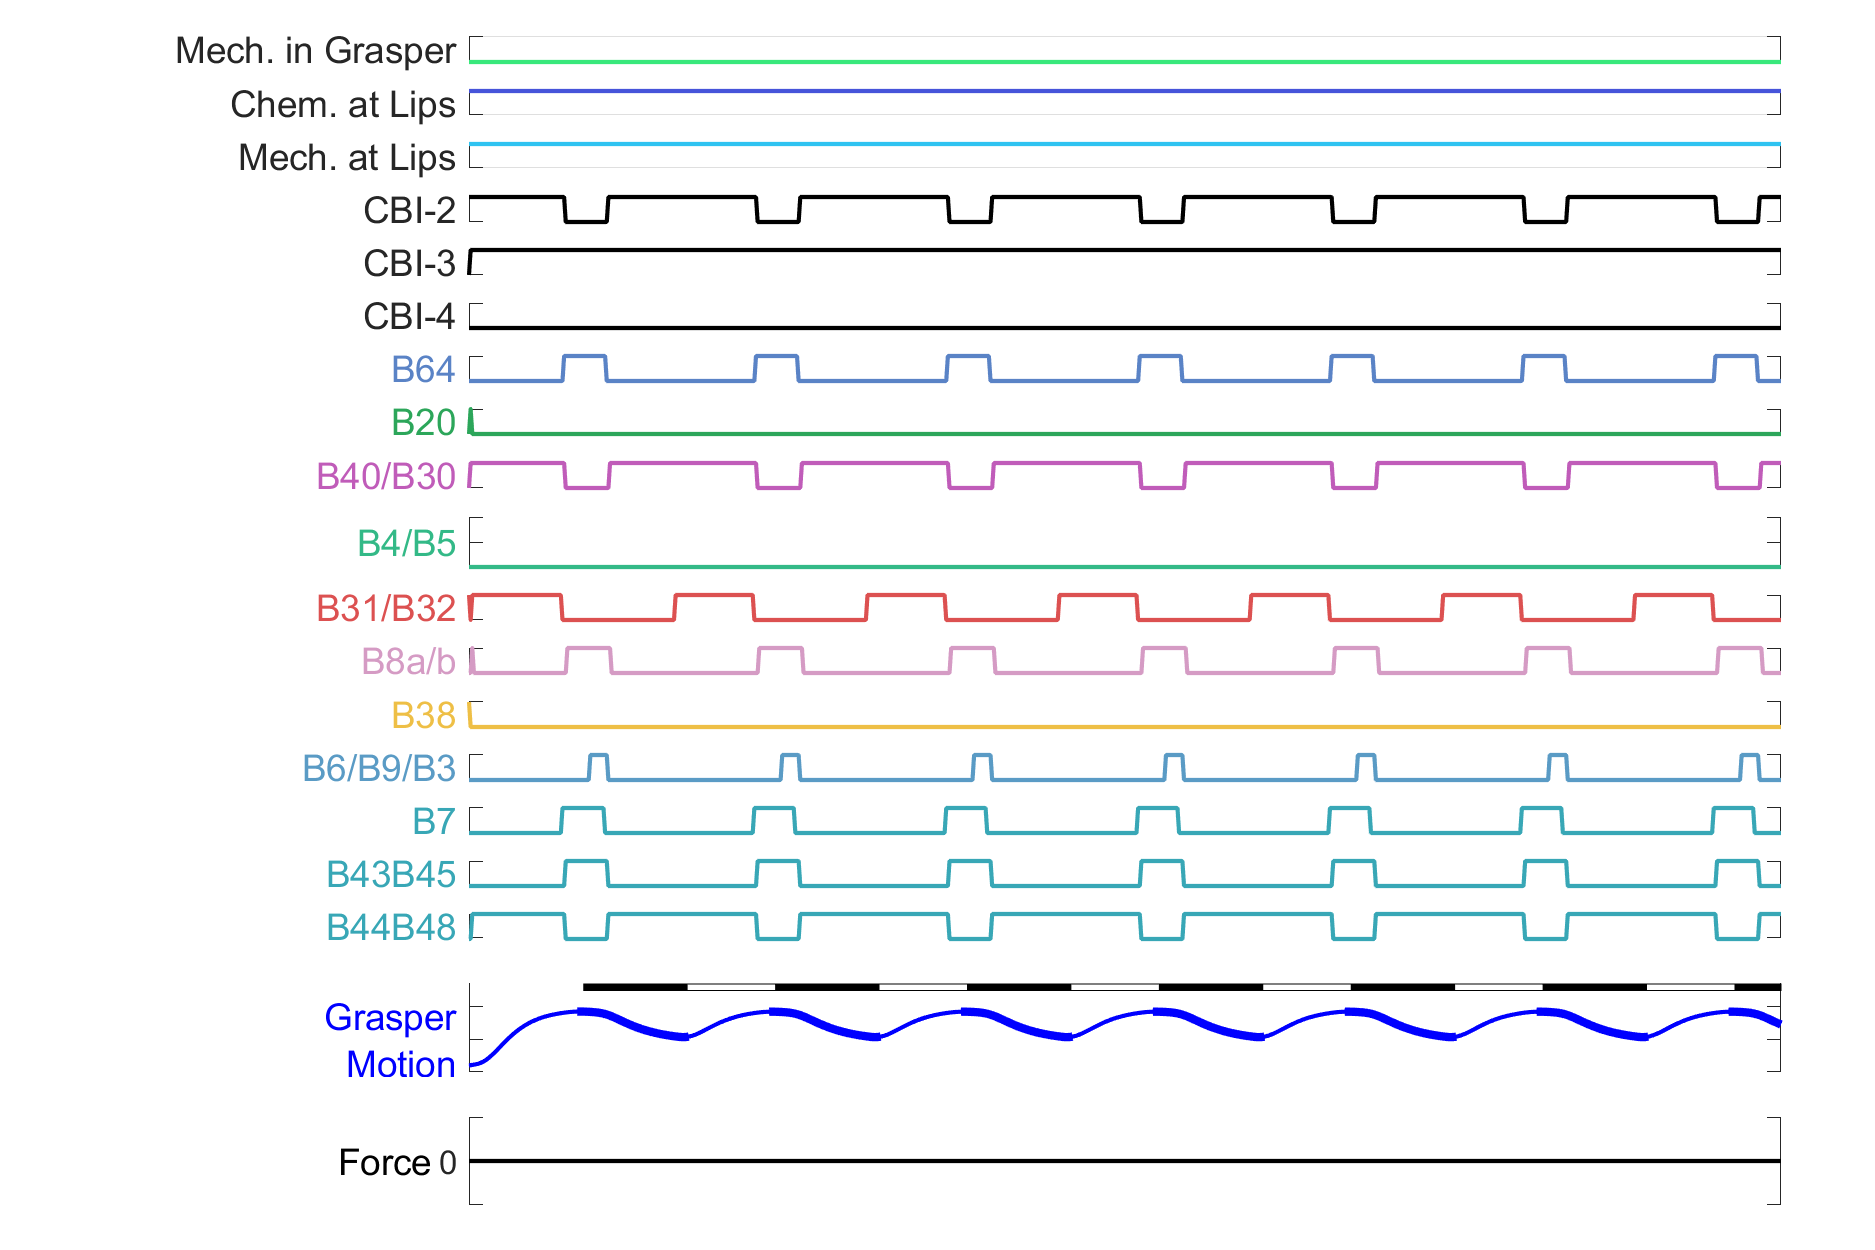 Mech. in Grasper
Chem. at Lips
Mech. at Lips
CBI-2
CBI-3
CBI-4
B64
B20
B40/B30
B4/B5
B31/B32
B8a/b
B38
B6/B9/B3
B7
B43B45
B44B48
Grasper
Motion
Force 0